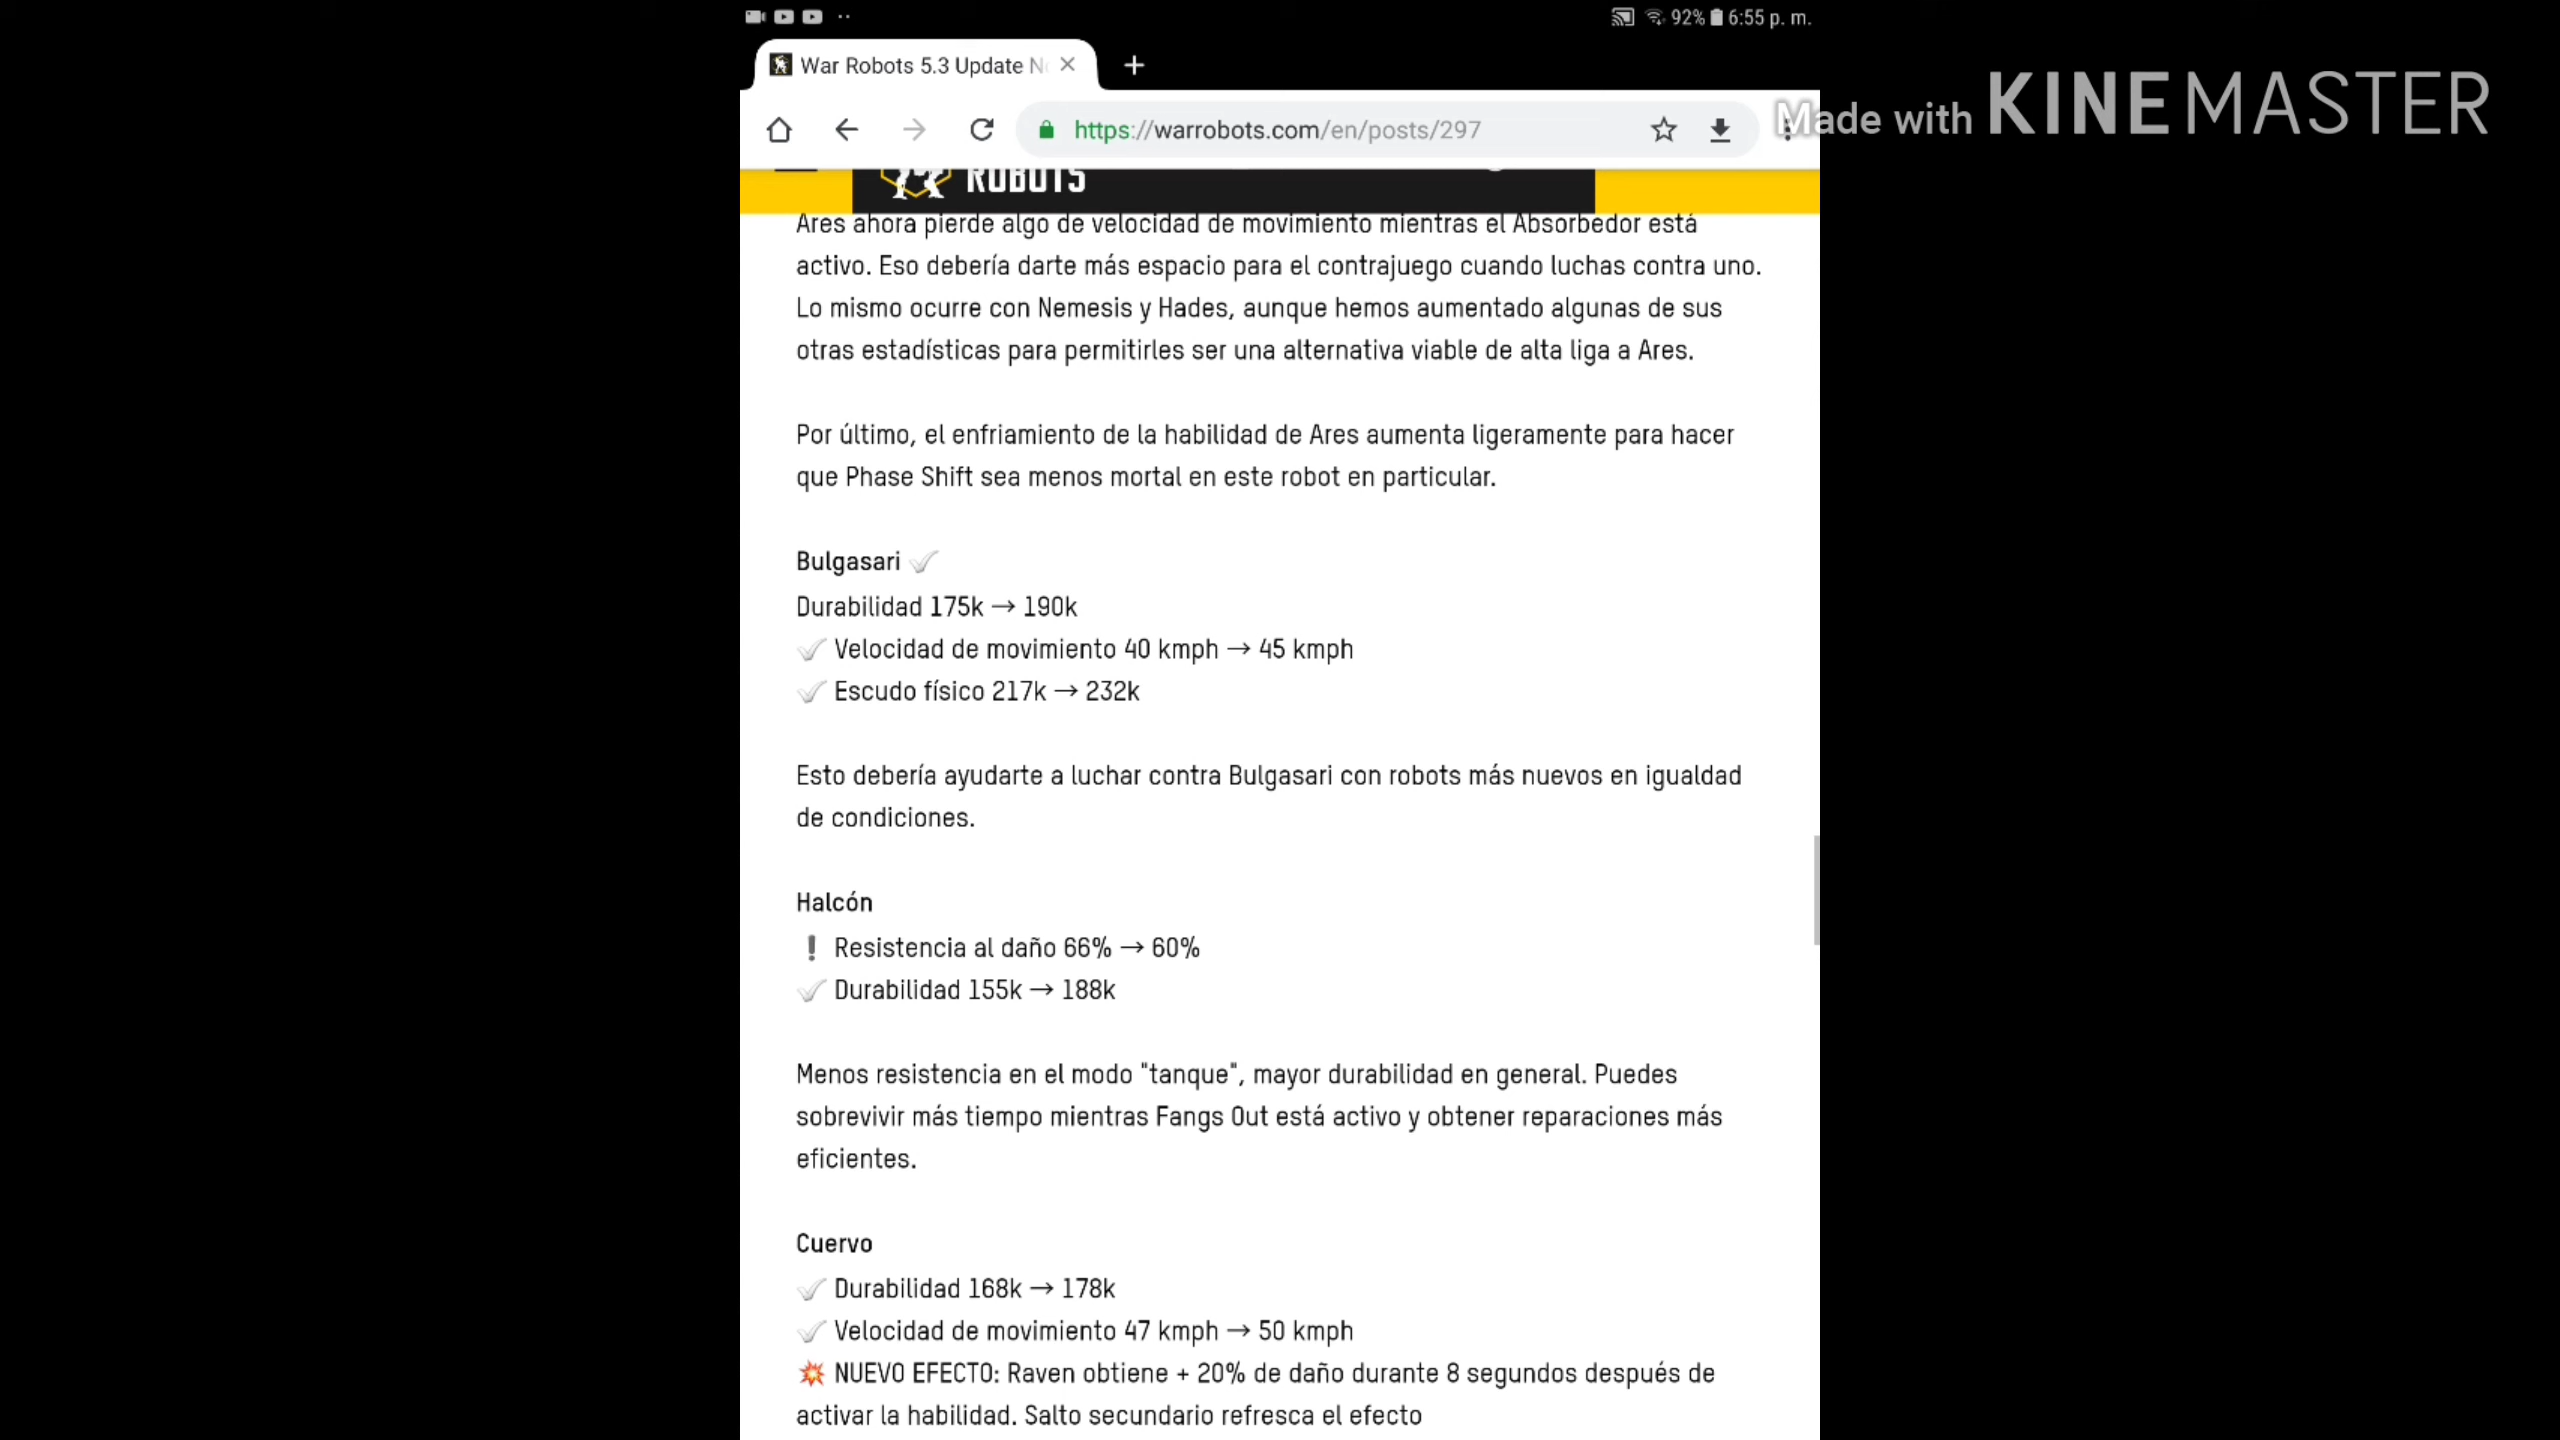 92% 6:55 p. m.
War Robots 5.3 Update N
https://warrobots.com/en/posts/297
Made with KINEMASTER
ROBOTS
Ares ahora pierde algo de velocidad de movimiento mientras el Absorbedor está
activo. Eso debería darte más espacio para el contrajuego cuando luchas contra uno.
Lo mismo ocurre con Nemesis y Hades, aunque hemos aumentado algunas de sus
otras estadísticas para permitirles ser una alternativa viable de alta liga a Ares.
Por último, el enfriamiento de la habilidad de Ares aumenta ligeramente para hacer
que Phase Shift sea menos mortal en este robot en particular.
Bulgasari ✓
Durabilidad 175k → 190k
✓ Velocidad de movimiento 40 kmph → 45 kmph
✓ Escudo físico 217k → 232k
Esto debería ayudarte a luchar contra Bulgasari con robots más nuevos en igualdad
de condiciones.
Halcón
❗ Resistencia al daño 66% → 60%
✓ Durabilidad 155k → 188k
Menos resistencia en el modo "tanque", mayor durabilidad en general. Puedes
sobrevivir más tiempo mientras Fangs Out está activo y obtener reparaciones más
eficientes.
Cuervo
✓ Durabilidad 168k → 178k
✓ Velocidad de movimiento 47 kmph → 50 kmph
💥 NUEVO EFECTO: Raven obtiene + 20% de daño durante 8 segundos después de
activar la habilidad. Salto secundario refresca el efecto